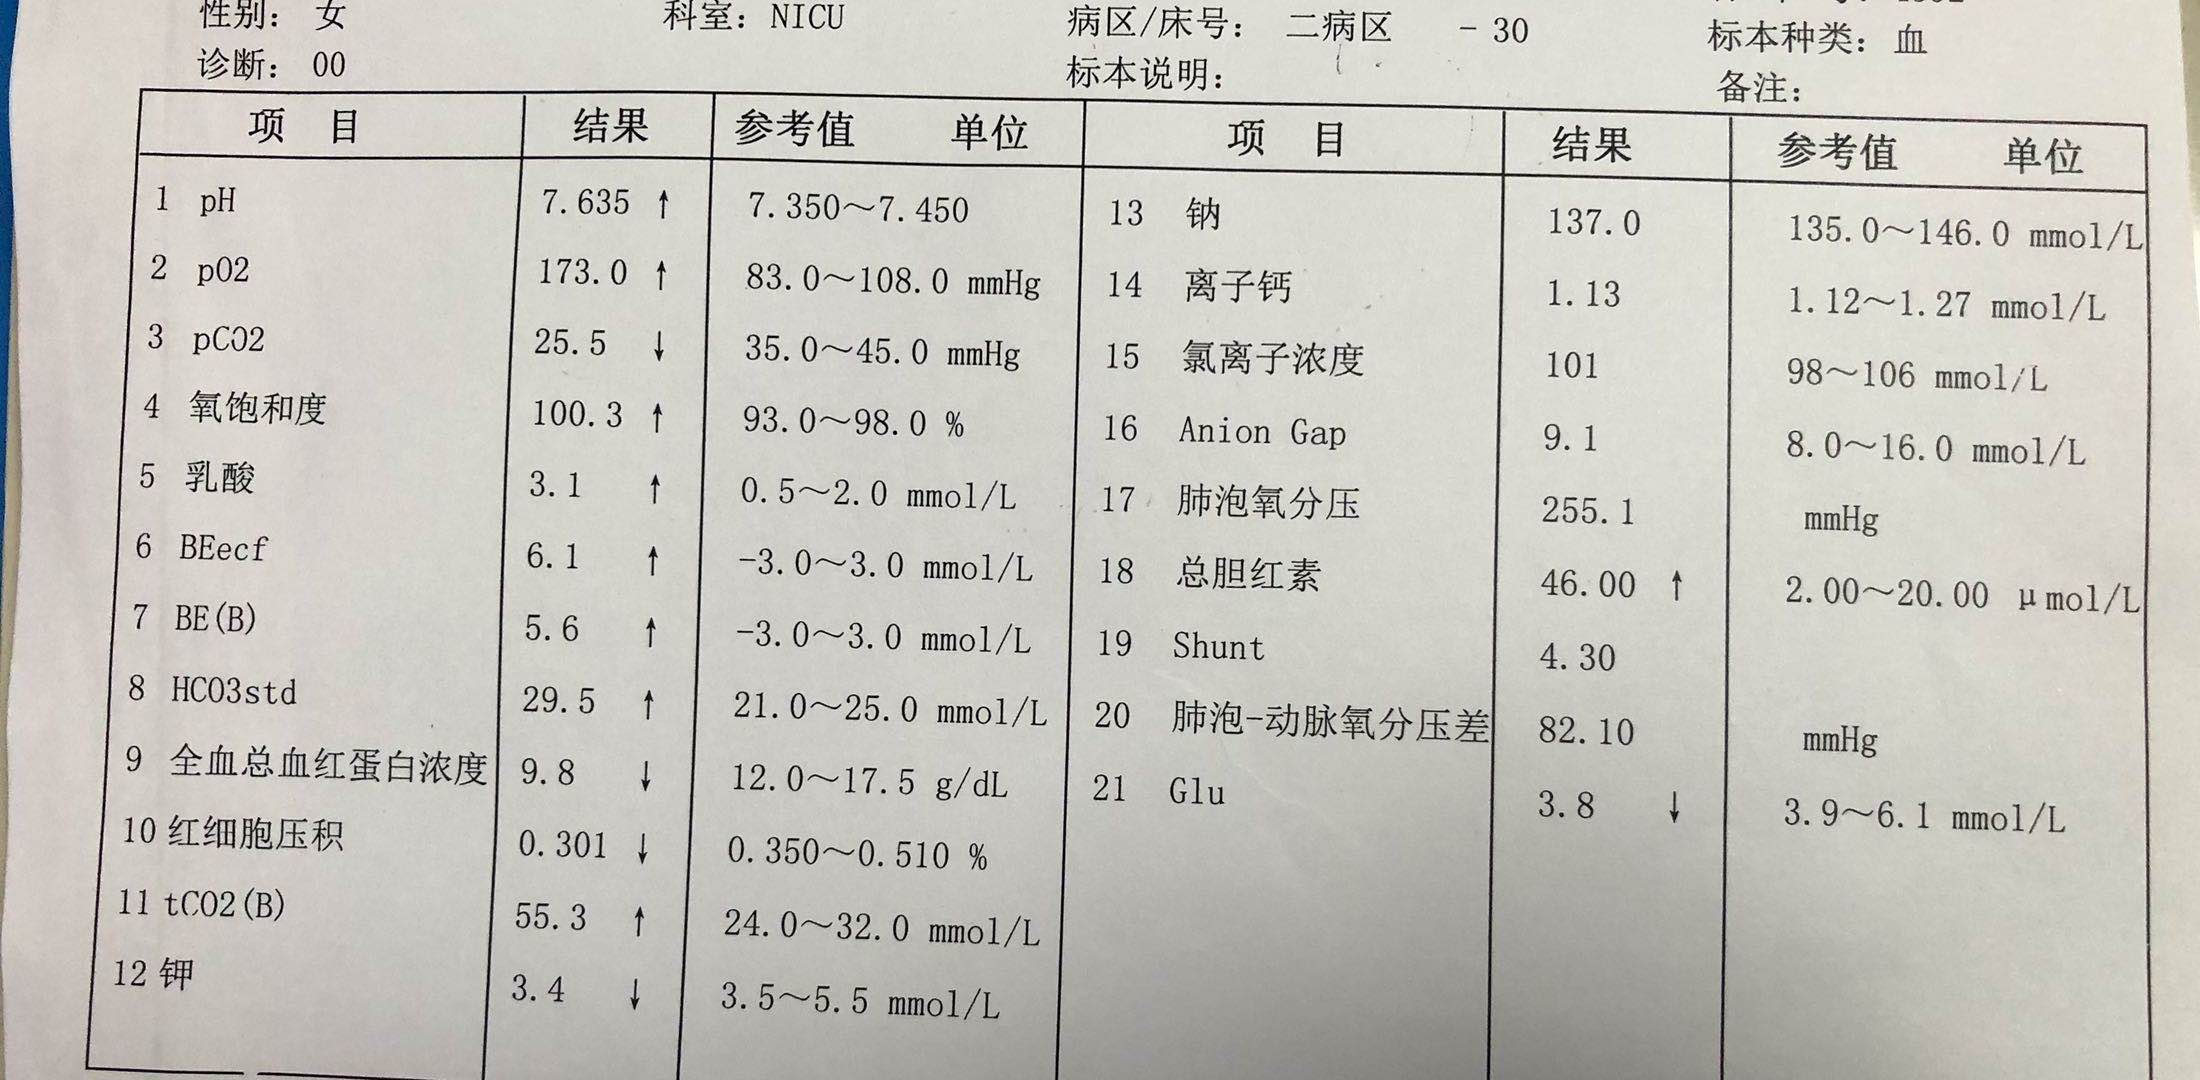 性别： 女 科室：NICU 病区/床号： 二病区 - 30
诊断： 00 标本说明： 标本种类：血
备注：
项 目 结果 参考值 单位 项 目 结果 参考值 单位
1 pH 7.635 ↑ 7.350～7.450 13 钠 137.0 135.0～146.0 mmol/L
2 pO2 173.0 ↑ 83.0～108.0 mmHg 14 离子钙 1.13 1.12～1.27 mmol/L
3 pCO2 25.5 ↓ 35.0～45.0 mmHg 15 氯离子浓度 101 98～106 mmol/L
4 氧饱和度 100.3 ↑ 93.0～98.0 % 16 Anion Gap 9.1 8.0～16.0 mmol/L
5 乳酸 3.1 ↑ 0.5～2.0 mmol/L 17 肺泡氧分压 255.1 mmHg
6 BEecf 6.1 ↑ -3.0～3.0 mmol/L 18 总胆红素 46.00 ↑ 2.00～20.00 μmol/L
7 BE(B) 5.6 ↑ -3.0～3.0 mmol/L 19 Shunt 4.30
8 HCO3std 29.5 ↑ 21.0～25.0 mmol/L 20 肺泡-动脉氧分压差 82.10 mmHg
9 全血总血红蛋白浓度 9.8 ↓ 12.0～17.5 g/dL 21 Glu 3.8 ↓ 3.9～6.1 mmol/L
10 红细胞压积 0.301 ↓ 0.350～0.510 %
11 tCO2(B) 55.3 ↑ 24.0～32.0 mmol/L
12 钾 3.4 ↓ 3.5～5.5 mmol/L